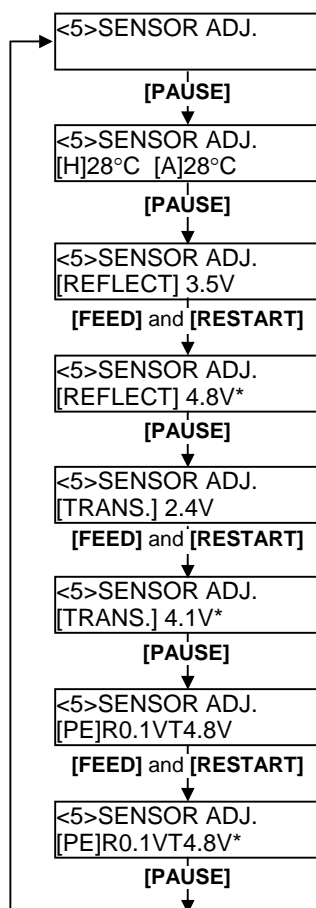 <5>SENSOR ADJ.
[PAUSE]
<5>SENSOR ADJ.
[H]28°C [A]28°C
[PAUSE]
<5>SENSOR ADJ.
[REFLECT] 3.5V
[FEED] and [RESTART]
<5>SENSOR ADJ.
[REFLECT] 4.8V*
[PAUSE]
<5>SENSOR ADJ.
[TRANS.] 2.4V
[FEED] and [RESTART]
<5>SENSOR ADJ.
[TRANS.] 4.1V*
[PAUSE]
<5>SENSOR ADJ.
[PE]R0.1VT4.8V
[FEED] and [RESTART]
<5>SENSOR ADJ.
[PE]R0.1VT4.8V*
[PAUSE]